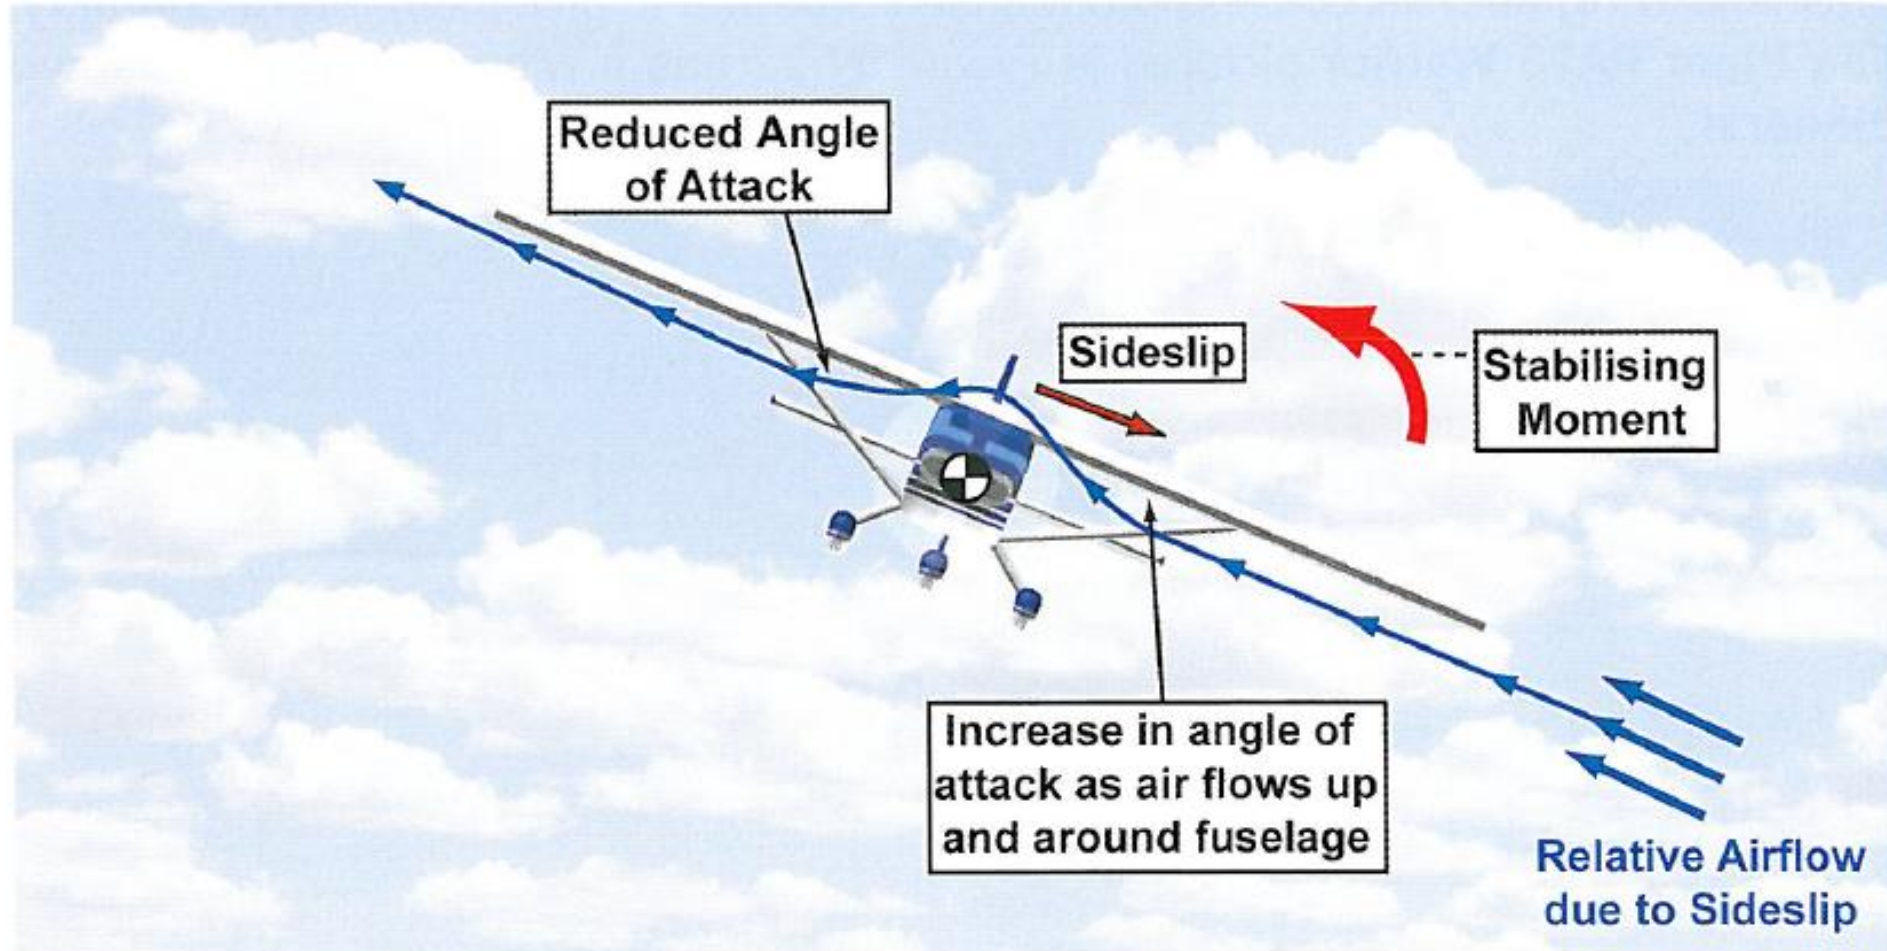 Reduced Angle
of Attack
Sideslip
Stabilising
Moment
Increase in angle of
attack as air flows up
and around fuselage
Relative Airflow
due to Sideslip